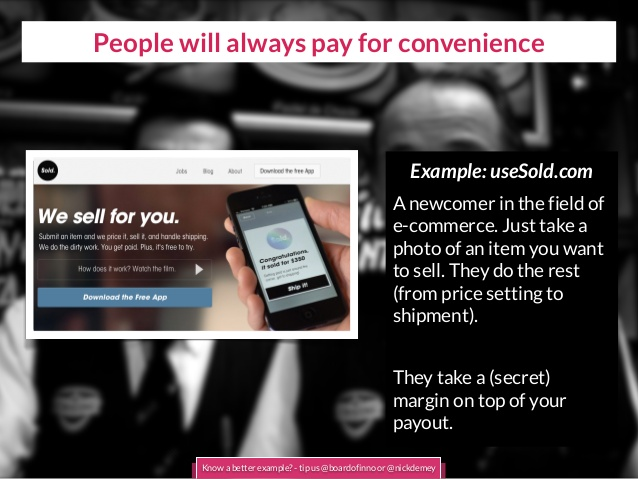 People will always pay for convenience
Sold.
Jobs
Blog
About
Download the free App
We sell for you.
Submit an item and we price it, sell it, and handle shipping.
We do the dirty work. You get paid. Plus, it's free to try.
How does it work? Watch the film.
Download the Free App
Sold.
Congratulations.
It sold for $350
Ship it!
Example: useSold.com
A newcomer in the field of
e-commerce. Just take a
photo of an item you want
to sell. They do the rest
(from price setting to
shipment).
They take a (secret)
margin on top of your
payout.
Know a better example? - tip us @boardofinno or @nickdemey